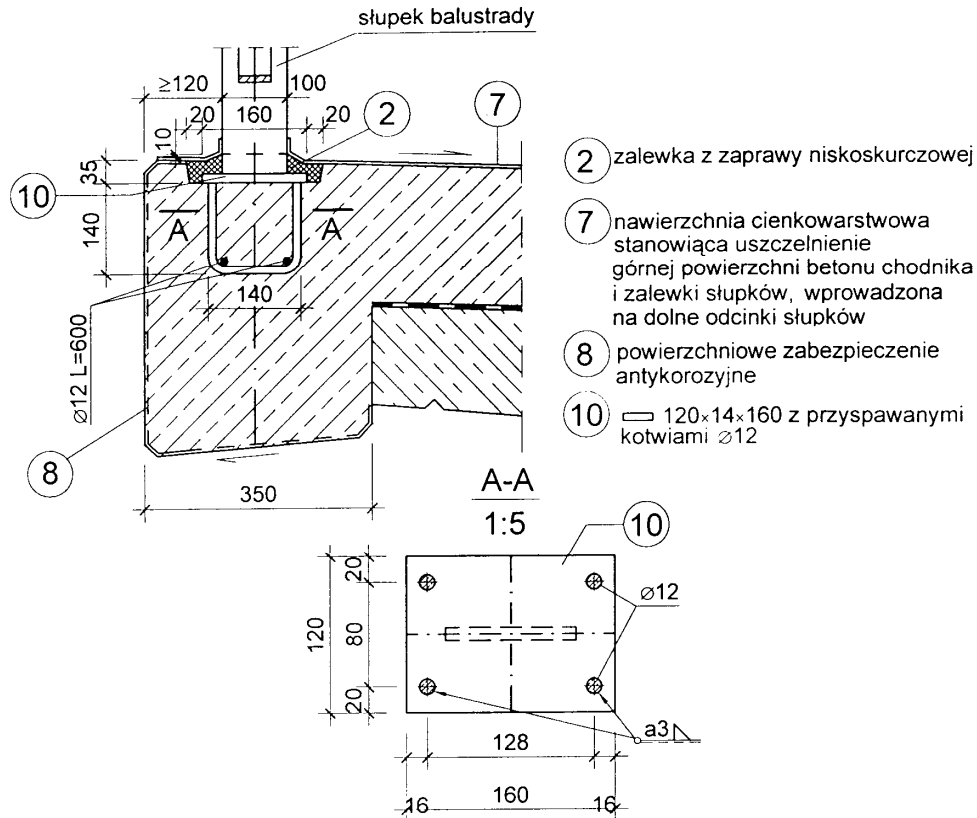 słupek balustrady
≥120
100
20
160
20
2
7
10
35
10
140
A
A
140
ø12 L=600
8
350
2 zalewka z zaprawy niskoskurczowej
7 nawierzchnia cienkowarstwowa
stanowiąca uszczelnienie
górnej powierzchni betonu chodnika
i zalewki słupków, wprowadzona
na dolne odcinki słupków
8 powierzchniowe zabezpieczenie
antykorozyjne
10 120×14×160 z przyspawanymi
kotwiami ø12
A-A
1:5
10
20
120
80
20
ø12
a3
128
16
160
16